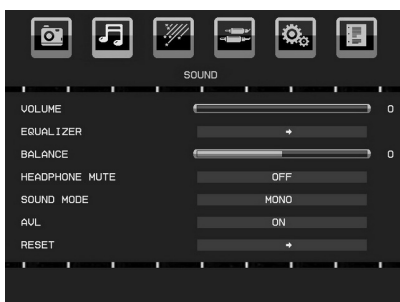 SOUND
VOLUME 0
EQUALIZER
BALANCE 0
HEADPHONE MUTE OFF
SOUND MODE MONO
AVL ON
RESET